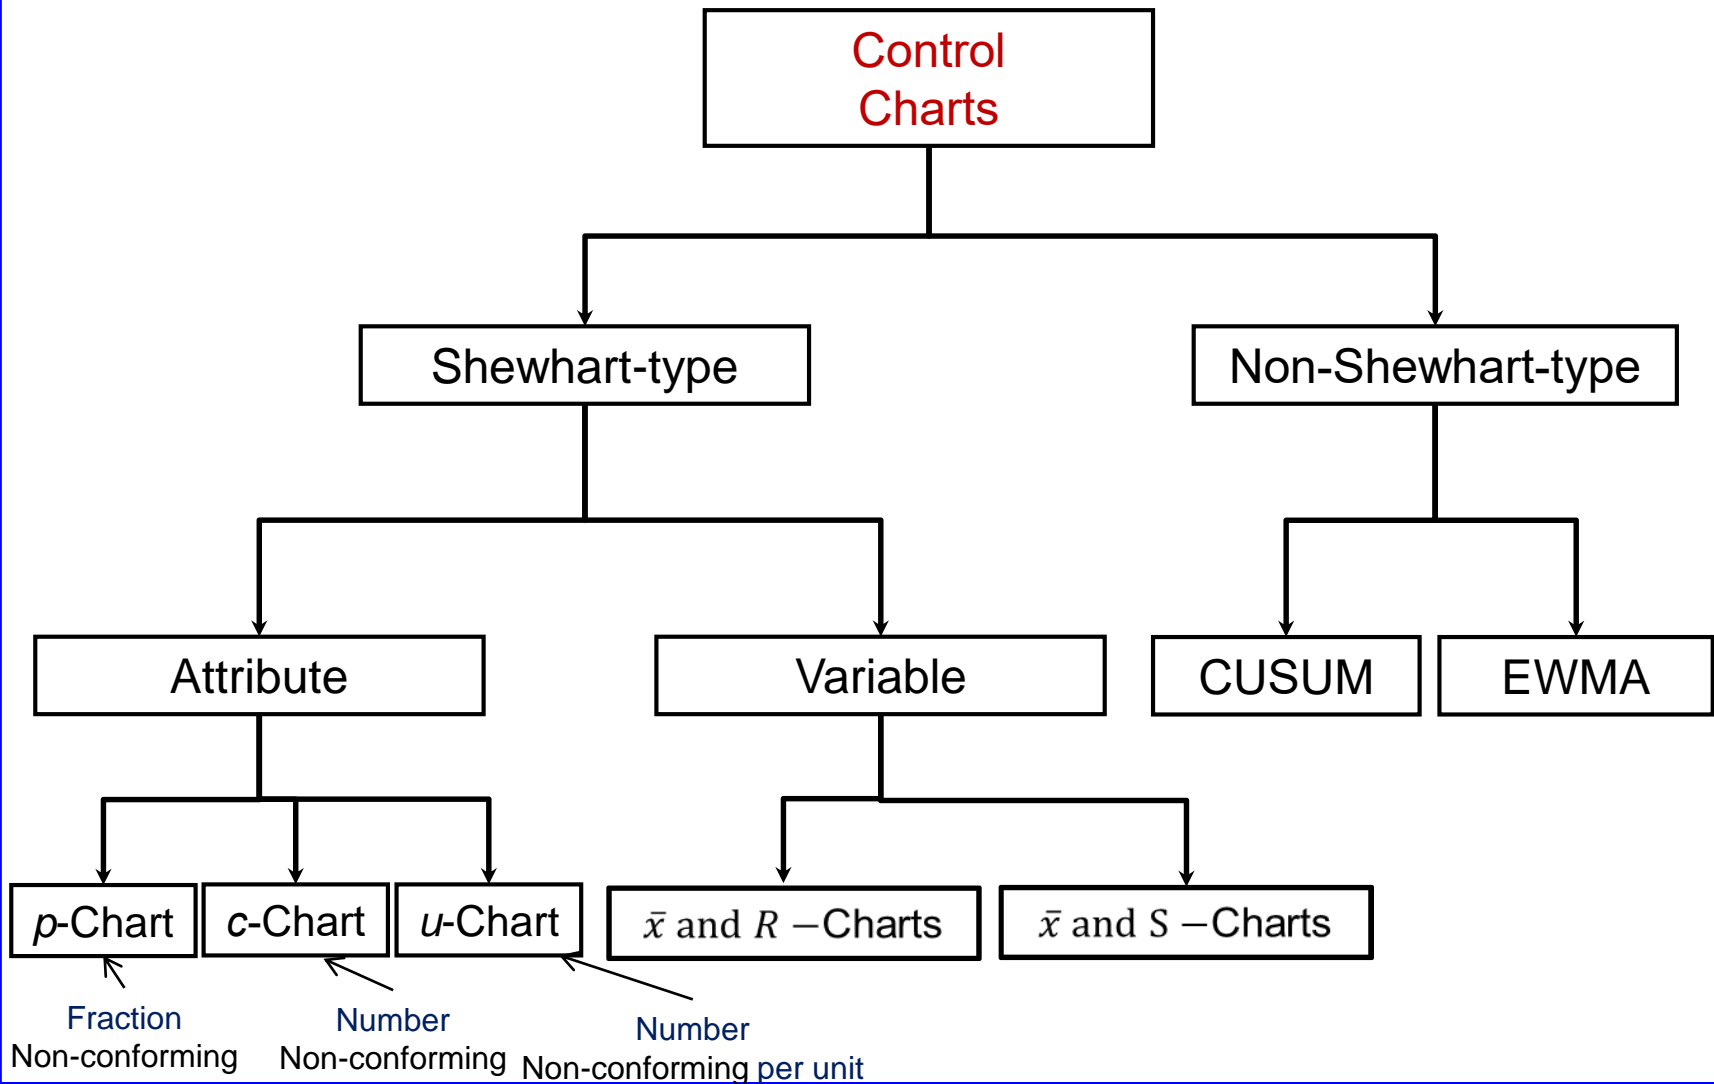 Control
Charts
Shewhart-type
Non-Shewhart-type
Attribute
Variable
CUSUM
EWMA
p-Chart
c-Chart
u-Chart
x̄ and R −Charts
x̄ and S −Charts
Fraction
Non-conforming
Number
Non-conforming
Number
Non-conforming per unit